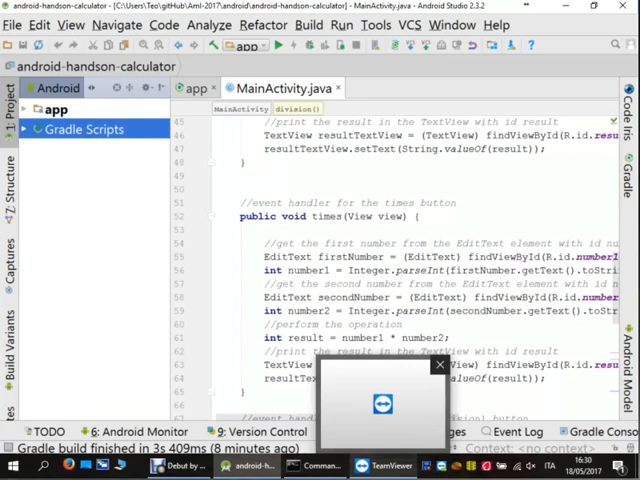 android-handson-calculator - [C:\Users\Teo\gitHub\AmI-2017\android\android-handson-calculator] - MainActivity.java - Android Studio 2.3.2
File Edit View Navigate Code Analyze Refactor Build Run Tools VCS Window Help
app
android-handson-calculator
Android
app
MainActivity.java
MainActivity
division()
app
Gradle Scripts
1: Project
7: Structure
Captures
Build Variants
45 //print the result in the TextView with id result
46 TextView resultTextView = (TextView) findViewById(R.id.resu
47 resultTextView.setText(String.valueOf(result));
48 }
49
50
51 //event handler for the times button
52 public void times(View view) {
53
54 //get the first number from the EditText element with id nu
55 EditText firstNumber = (EditText) findViewById(R.id.number1
56 int number1 = Integer.parseInt(firstNumber.getText().toStri
57 //get the second number from the EditText element with id
58 EditText secondNumber = (EditText) findViewById(R.id.number
59 int number2 = Integer.parseInt(secondNumber.getText().toStr
60 //perform the operation
61 int result = number1 * number2;
62 //print the result in the TextView with id result
63 TextView findViewById(R.id.resu
64 resultTe alueOf(result));
65 }
66
67 //event hand ision) button
Code Iris
Gradle
Android Model
TODO
6: Android Monitor
9: Version Control
ges
Event Log
Gradle Conso
Gradle build finished in 3s 409ms (8 minutes ago)
Context: <no context>
Debut by ...
android-h...
Comman...
TeamViewer
ITA
16:30
18/05/2017